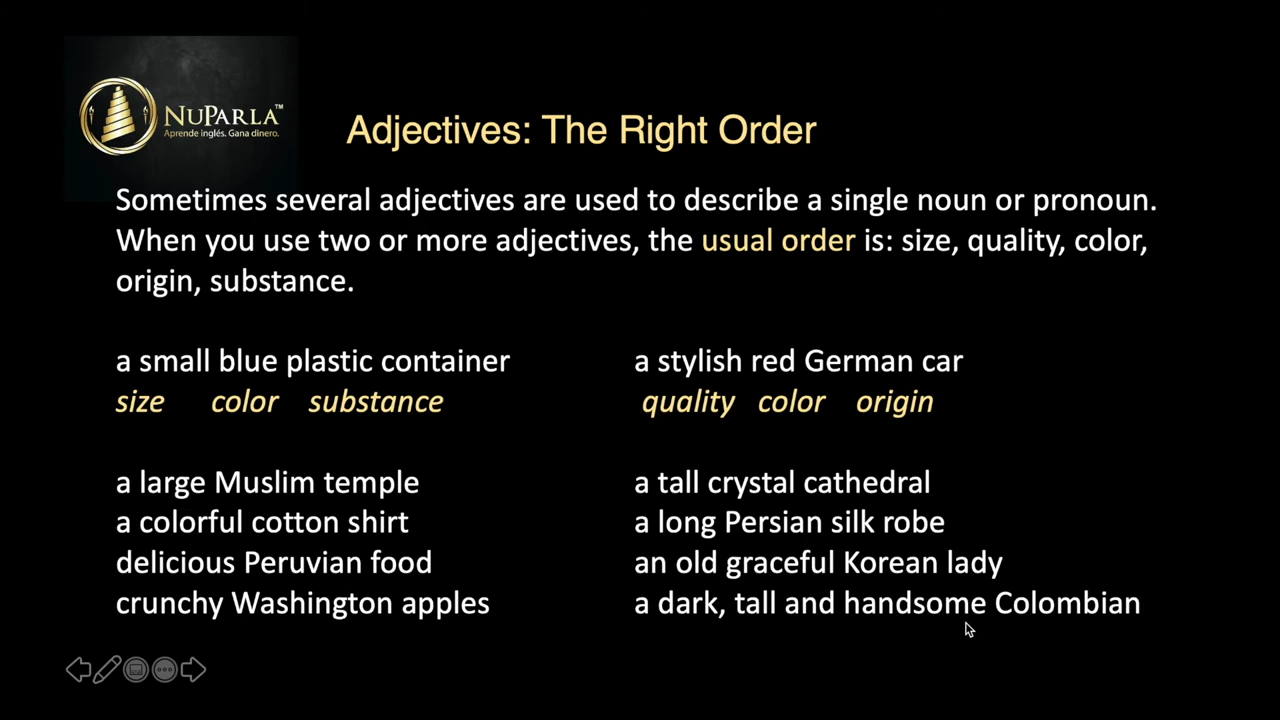 NUPARLA™
Aprende inglés. Gana dinero.
Adjectives: The Right Order
Sometimes several adjectives are used to describe a single noun or pronoun.
When you use two or more adjectives, the usual order is: size, quality, color,
origin, substance.
a small blue plastic container
size color substance
a stylish red German car
quality color origin
a large Muslim temple
a colorful cotton shirt
delicious Peruvian food
crunchy Washington apples
a tall crystal cathedral
a long Persian silk robe
an old graceful Korean lady
a dark, tall and handsome Colombian